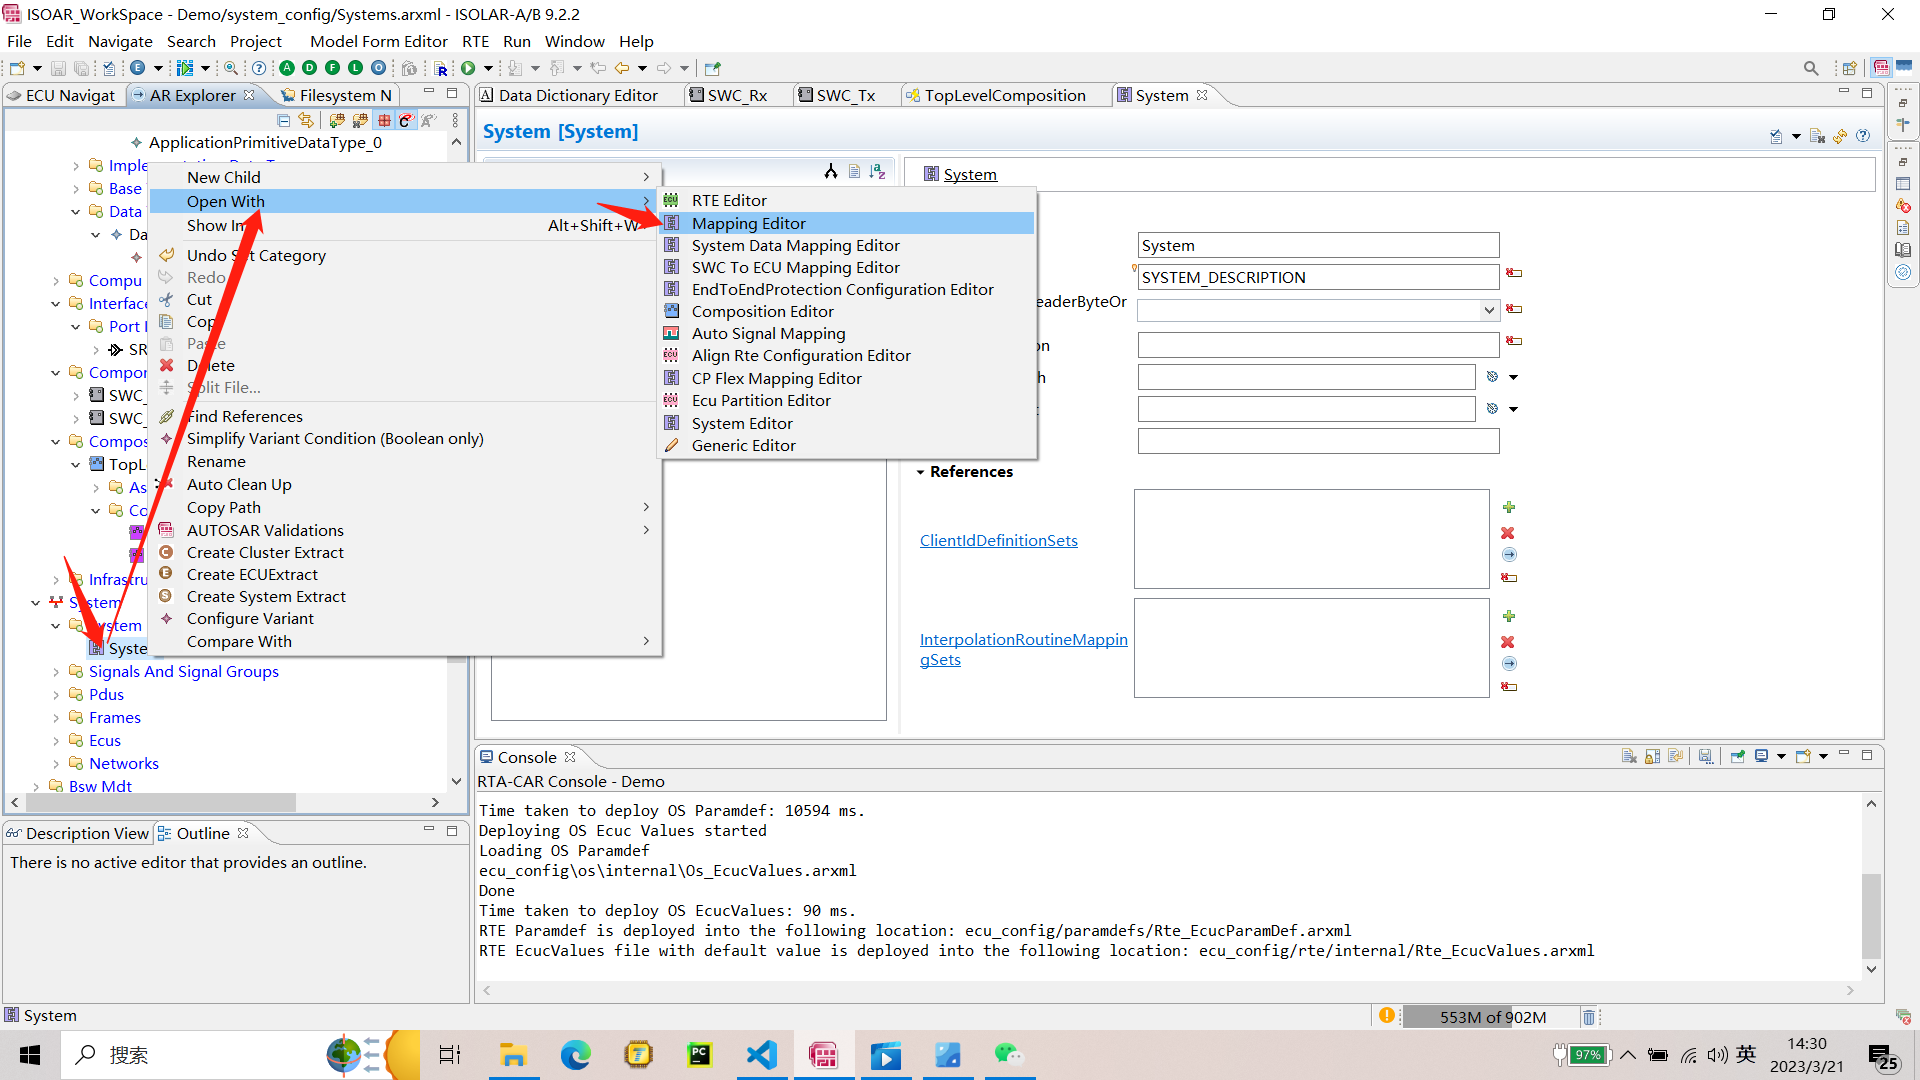 ISOAR_WorkSpace - Demo/system_config/Systems.arxml - ISOLAR-A/B 9.2.2
File Edit Navigate Search Project Model Form Editor RTE Run Window Help
ECU Navigat AR Explorer Filesystem N
Data Dictionary Editor SWC_Rx SWC_Tx TopLevelComposition System
ApplicationPrimitiveDataType_0
Base
Data
Da
Compu
Interface
Port I
SR
Compor
SWC_
SWC_
Compos
TopL
As
Co
Infrastru
System
System
Syste
Signals And Signal Groups
Pdus
Frames
Ecus
Networks
Bsw Mdt
New Child
Open With
Show In Alt+Shift+W
Undo Set Category
Redo
Cut
Copy
Paste
Delete
Split File...
Find References
Simplify Variant Condition (Boolean only)
Rename
Auto Clean Up
Copy Path
AUTOSAR Validations
Create Cluster Extract
Create ECUExtract
Create System Extract
Configure Variant
Compare With
RTE Editor
Mapping Editor
System Data Mapping Editor
SWC To ECU Mapping Editor
EndToEndProtection Configuration Editor
Composition Editor
Auto Signal Mapping
Align Rte Configuration Editor
CP Flex Mapping Editor
Ecu Partition Editor
System Editor
Generic Editor
System [System]
System
System
SYSTEM_DESCRIPTION
eaderByteOr
on
h
References
ClientIdDefinitionSets
InterpolationRoutineMappin
gSets
Description View Outline
There is no active editor that provides an outline.
Console
RTA-CAR Console - Demo
Time taken to deploy OS Paramdef: 10594 ms.
Deploying OS Ecuc Values started
Loading OS Paramdef
ecu_config\os\internal\Os_EcucValues.arxml
Done
Time taken to deploy OS EcucValues: 90 ms.
RTE Paramdef is deployed into the following location: ecu_config/paramdefs/Rte_EcucParamDef.arxml
RTE EcucValues file with default value is deployed into the following location: ecu_config/rte/internal/Rte_EcucValues.arxml
System
553M of 902M
搜索
97%
英
14:30
2023/3/21
25